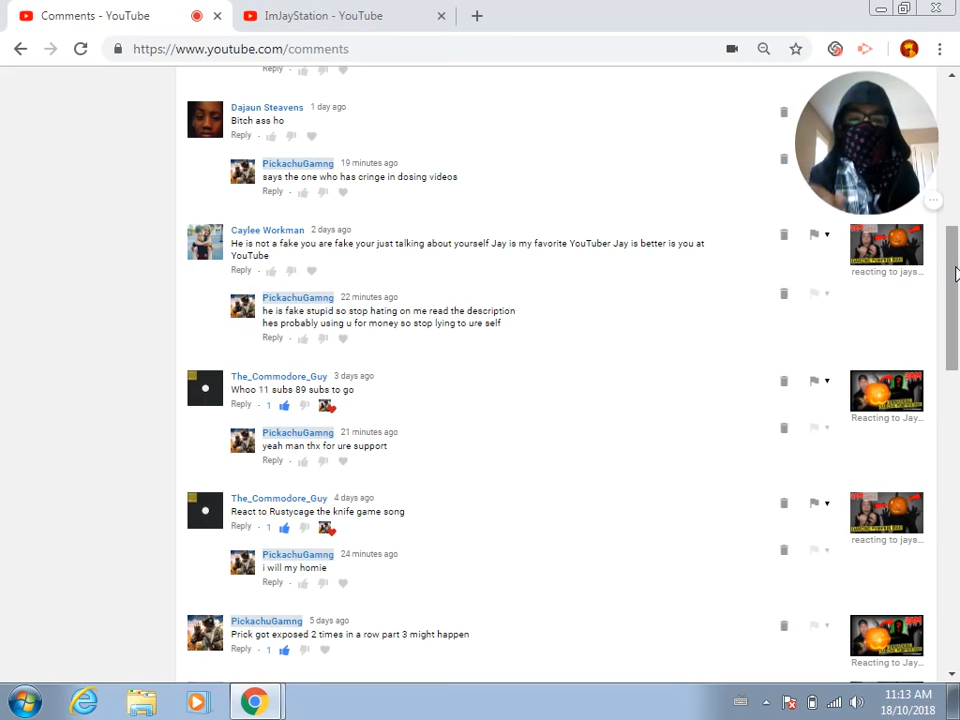 Comments - YouTube
ImJayStation - YouTube
https://www.youtube.com/comments
Reply
Dajaun Steavens 1 day ago
Bitch ass ho
Reply
PickachuGamng 19 minutes ago
says the one who has cringe in dosing videos
Reply
Caylee Workman 2 days ago
He is not a fake you are fake your just talking about yourself Jay is my favorite YouTuber Jay is better is you at
YouTube
Reply
reacting to jays...
PickachuGamng 22 minutes ago
he is fake stupid so stop hating on me read the description
hes probably using u for money so stop lying to ure self
Reply
The_Commodore_Guy 3 days ago
Whoo 11 subs 89 subs to go
Reply 1
3AM
Reacting to Jay...
PickachuGamng 21 minutes ago
yeah man thx for ure support
Reply
The_Commodore_Guy 4 days ago
React to Rustycage the knife game song
Reply 1
reacting to jays...
PickachuGamng 24 minutes ago
i will my homie
Reply
PickachuGamng 5 days ago
Prick got exposed 2 times in a row part 3 might happen
Reply 1
3AM
Reacting to Jay...
11:13 AM
18/10/2018